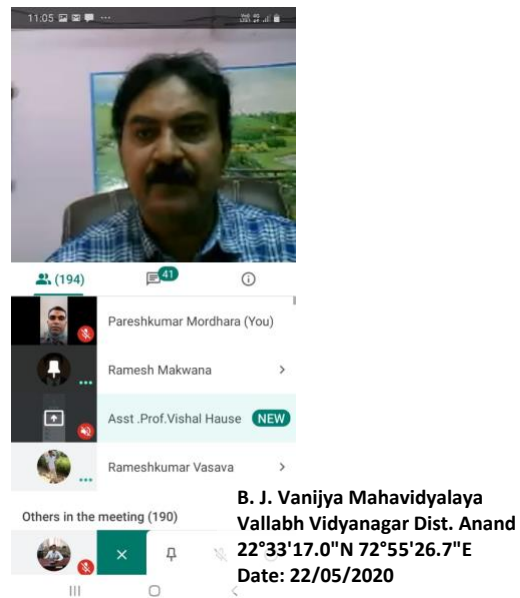 11:05
(194)
41
Pareshkumar Mordhara (You)
Ramesh Makwana
Asst .Prof.Vishal Hause NEW
Rameshkumar Vasava
Others in the meeting (190)
B. J. Vanijya Mahavidyalaya
Vallabh Vidyanagar Dist. Anand
22°33'17.0"N 72°55'26.7"E
Date: 22/05/2020